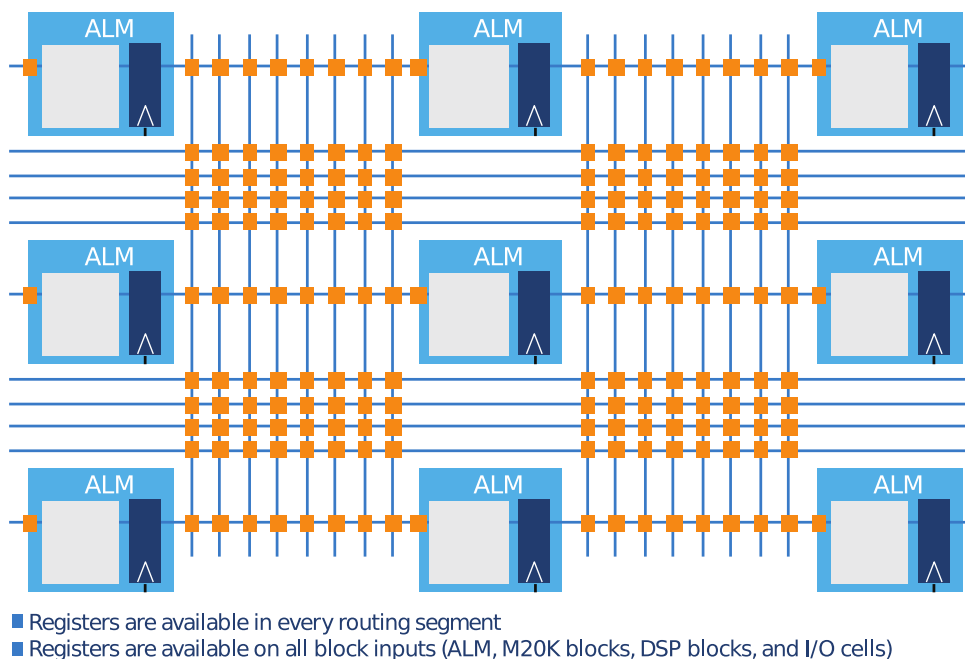 ALM
ALM
ALM
ALM
ALM
ALM
ALM
ALM
ALM
Registers are available in every routing segment
Registers are available on all block inputs (ALM, M20K blocks, DSP blocks, and I/O cells)